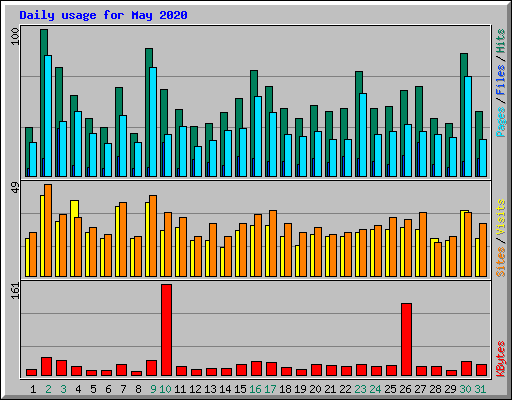 Daily usage for May 2020
100
Pages / Files / Hits
49
Sites / Visits
161
KBytes
1 2 3 4 5 6 7 8 9 10 11 12 13 14 15 16 17 18 19 20 21 22 23 24 25 26 27 28 29 30 31